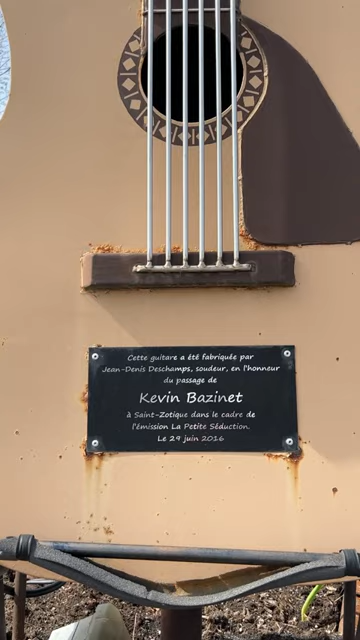 Cette guitare a été fabriquée par
Jean-Denis Deschamps, soudeur, en l'honneur
du passage de
Kevin Bazinet
à Saint-Zotique dans le cadre de
l'émission La Petite Séduction.
Le 29 juin 2016